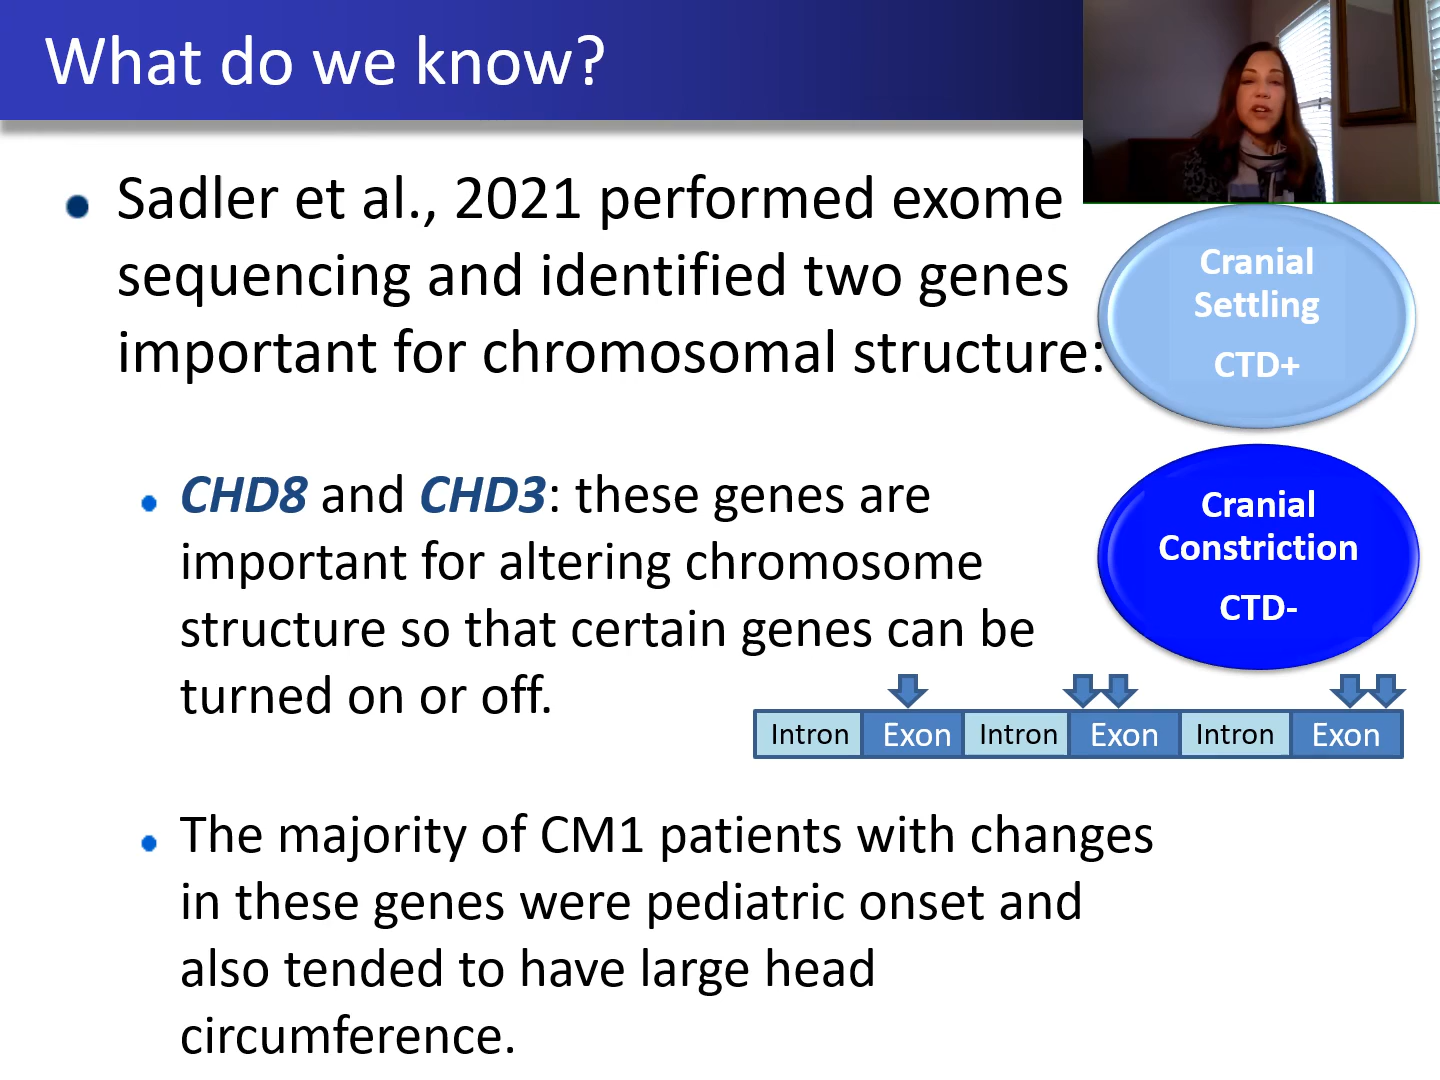 What do we know?
Sadler et al., 2021 performed exome
sequencing and identified two genes
important for chromosomal structure:
Cranial
Settling
CTD+
CHD8 and CHD3: these genes are
important for altering chromosome
structure so that certain genes can be
turned on or off.
Cranial
Constriction
CTD-
Intron Exon Intron Exon Intron Exon
The majority of CM1 patients with changes
in these genes were pediatric onset and
also tended to have large head
circumference.